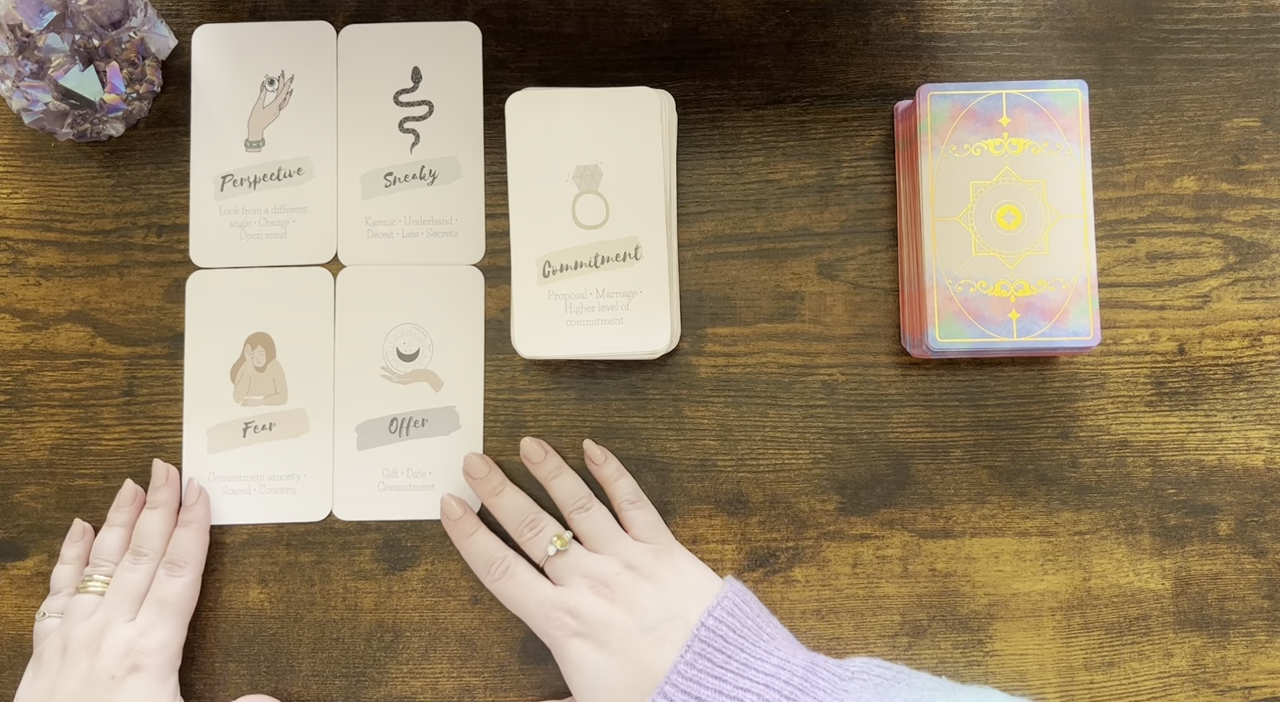 Perspective
Look from a different
angle • Change •
Open mind
Sneaky
Karmic • Underhand •
Deceit • Lies • Secrets
Commitment
Proposal • Marriage •
Higher level of
commitment
Fear
Commitment anxiety •
Scared • Concern
Offer
Gift • Date •
Commitment